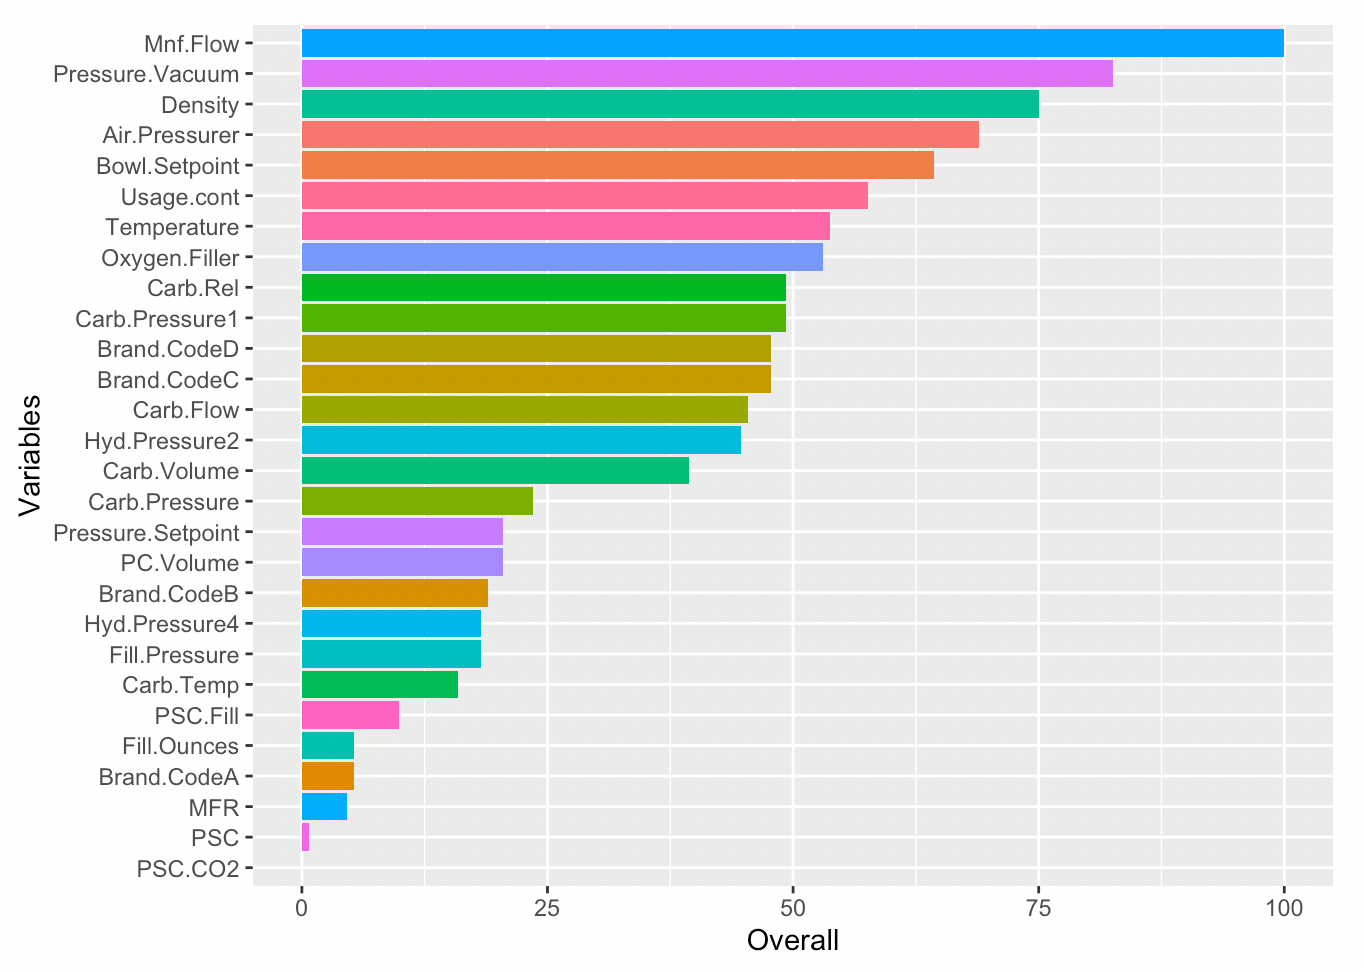 Mnf.Flow
Pressure.Vacuum
Density
Air.Pressurer
Bowl.Setpoint
Usage.cont
Temperature
Oxygen.Filler
Carb.Rel
Carb.Pressure1
Brand.CodeD
Brand.CodeC
Carb.Flow
Hyd.Pressure2
Carb.Volume
Carb.Pressure
Pressure.Setpoint
PC.Volume
Brand.CodeB
Hyd.Pressure4
Fill.Pressure
Carb.Temp
PSC.Fill
Fill.Ounces
Brand.CodeA
MFR
PSC
PSC.CO2
Variables
0 25 50 75 100
Overall